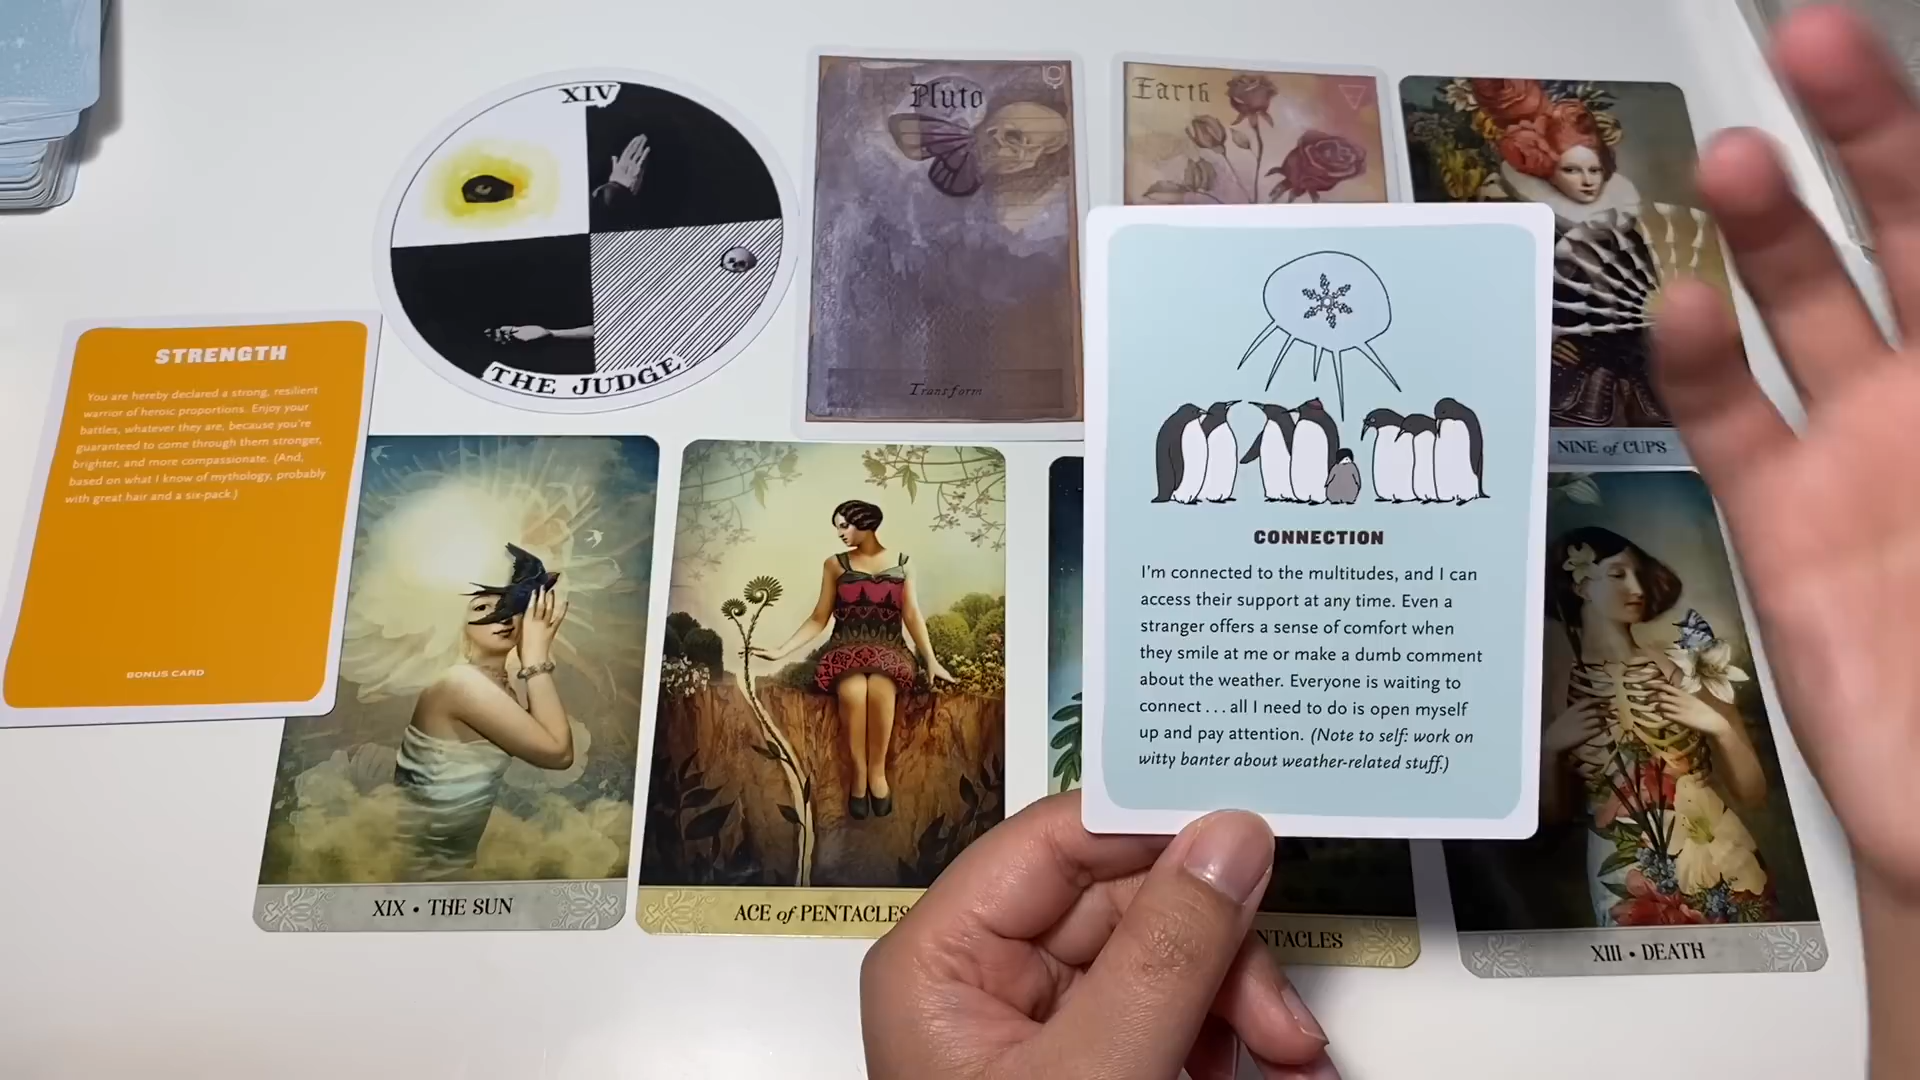 XIV
THE JUDGE
Pluto
Transform
Earth
NINE of CUPS
STRENGTH
You are hereby declared a strong, resilient
warrior of heroic proportions. Enjoy your
battles, whatever they are, because you're
guaranteed to come through them stronger,
brighter, and more compassionate. (And,
based on what I know of mythology, probably
with great hair and a six-pack.)
BONUS CARD
CONNECTION
I'm connected to the multitudes, and I can
access their support at any time. Even a
stranger offers a sense of comfort when
they smile at me or make a dumb comment
about the weather. Everyone is waiting to
connect . . . all I need to do is open myself
up and pay attention. (Note to self: work on
witty banter about weather-related stuff.)
XIX • THE SUN
ACE of PENTACLES
NTACLES
XIII • DEATH